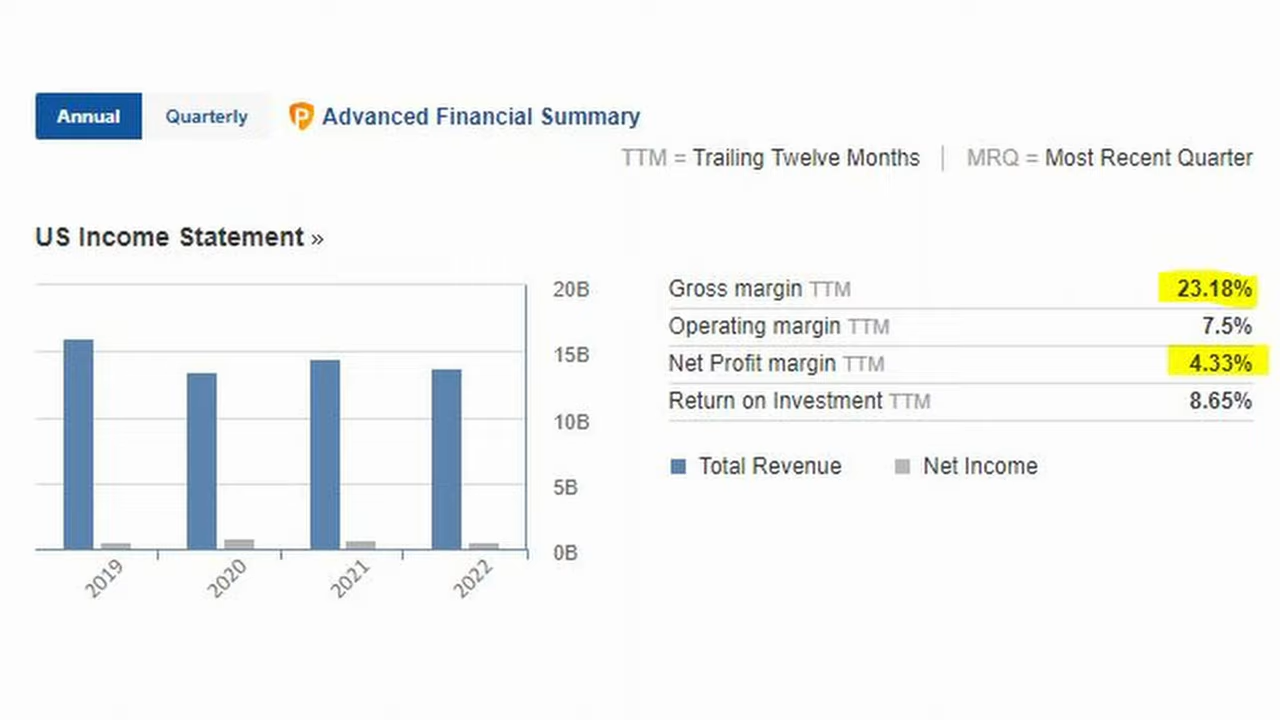 Annual Quarterly Advanced Financial Summary
TTM = Trailing Twelve Months | MRQ = Most Recent Quarter
US Income Statement »
20B
15B
10B
5B
0B
2019 2020 2021 2022
Gross margin TTM 23.18%
Operating margin TTM 7.5%
Net Profit margin TTM 4.33%
Return on Investment TTM 8.65%
Total Revenue Net Income